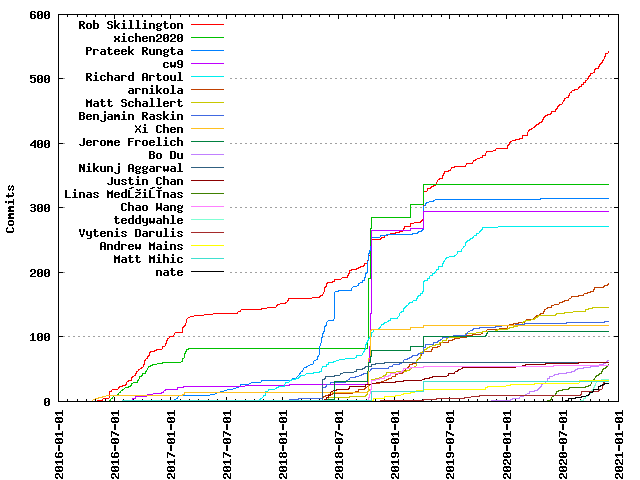 600
500
400
300
200
100
0
Commits
Rob Skillington
xichen2020
Prateek Rungta
cw9
Richard Artoul
arnikola
Matt Schallert
Benjamin Raskin
Xi Chen
Jerome Froelich
Bo Du
Nikunj Aggarwal
Justin Chan
Linas
Chao Wang
teddywahle
Vytenis Darulis
Andrew Mains
Matt Mihic
nate
2016-01-01
2016-07-01
2017-01-01
2017-07-01
2018-01-01
2018-07-01
2019-01-01
2019-07-01
2020-01-01
2020-07-01
2021-01-01